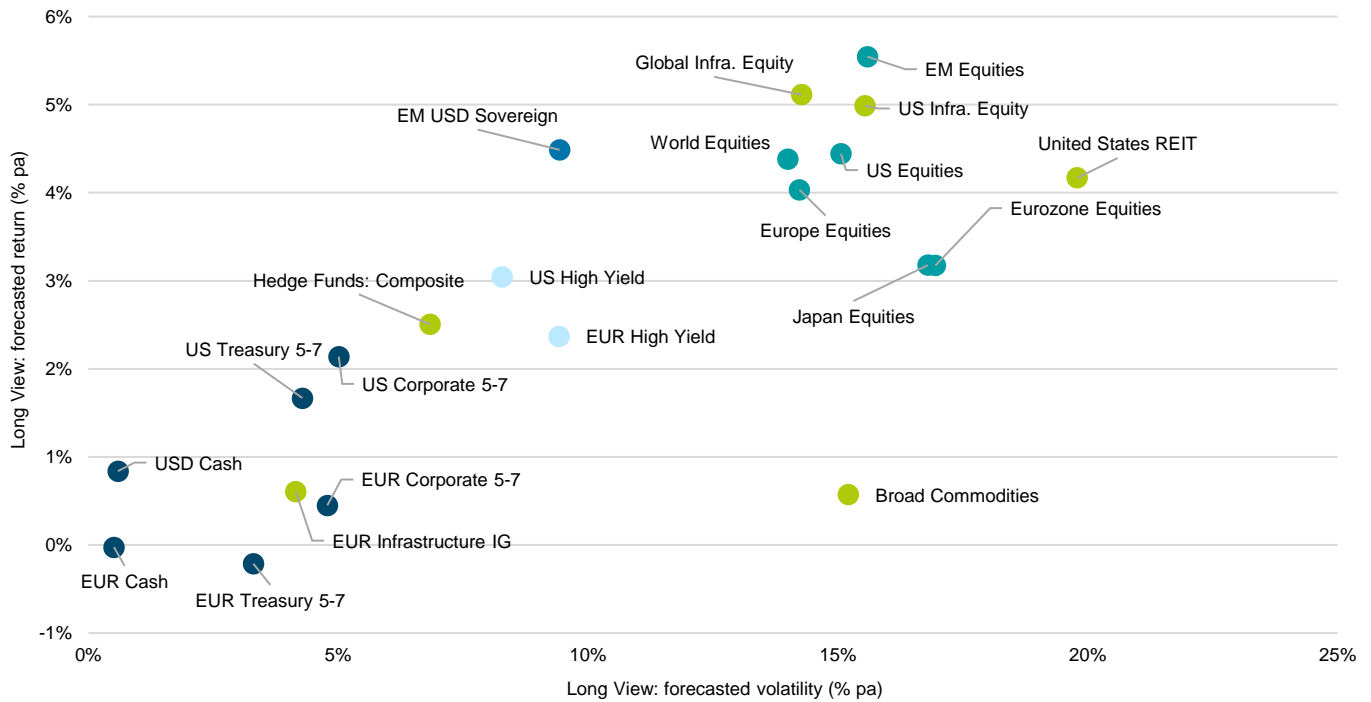 6%
Global Infra. Equity
EM Equities
5%
US Infra. Equity
EM USD Sovereign
World Equities
United States REIT
US Equities
4%
Eurozone Equities
Europe Equities
3%
Hedge Funds: Composite
US High Yield
Japan Equities
EUR High Yield
US Treasury 5-7
2%
US Corporate 5-7
1%
USD Cash
EUR Corporate 5-7
Broad Commodities
EUR Infrastructure IG
0%
EUR Cash
EUR Treasury 5-7
-1%
0%
5%
10%
15%
20%
25%
Long View: forecasted volatility (% pa)
Long View: forecasted return (% pa)